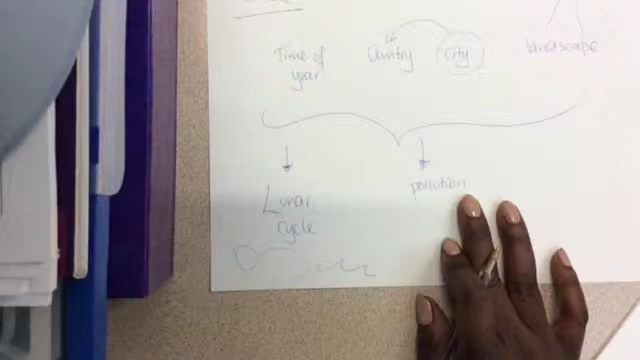 Time of
year
Country
City
landscape
Lunar
cycle
pollution